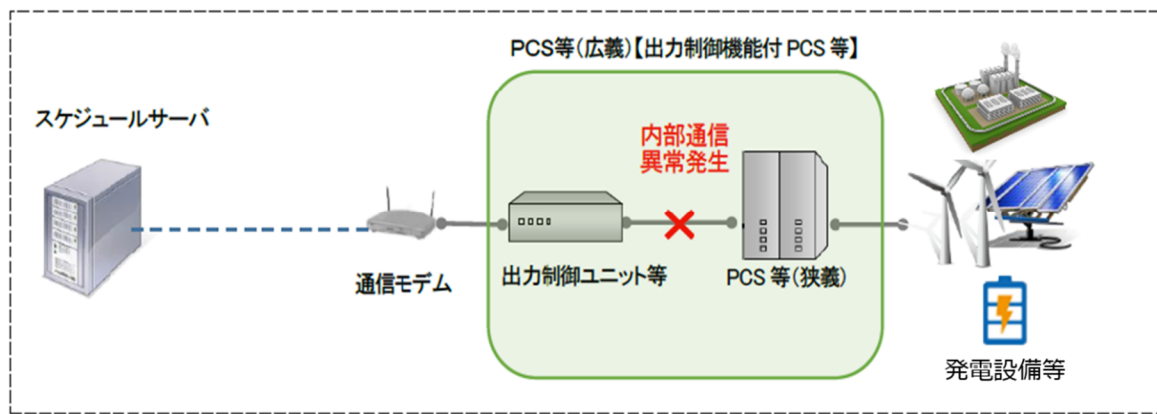 PCS等(広義)【出力制御機能付 PCS 等】
スケジュールサーバ
内部通信
異常発生
通信モデム
出力制御ユニット等
PCS 等(狭義)
発電設備等